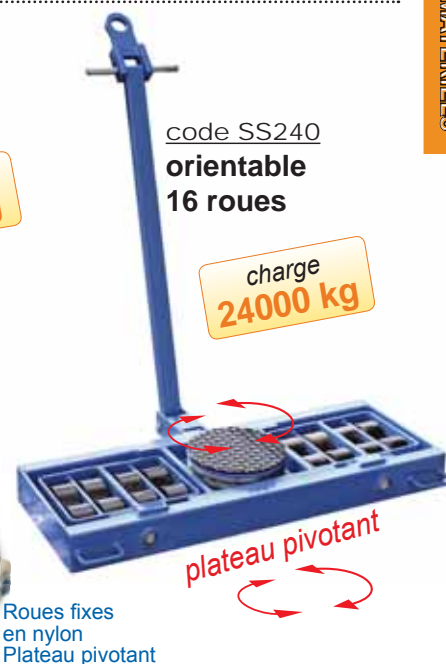 code SS240
orientable
16 roues
charge
24000 kg
plateau pivotant
Roues fixes
en nylon
Plateau pivotant